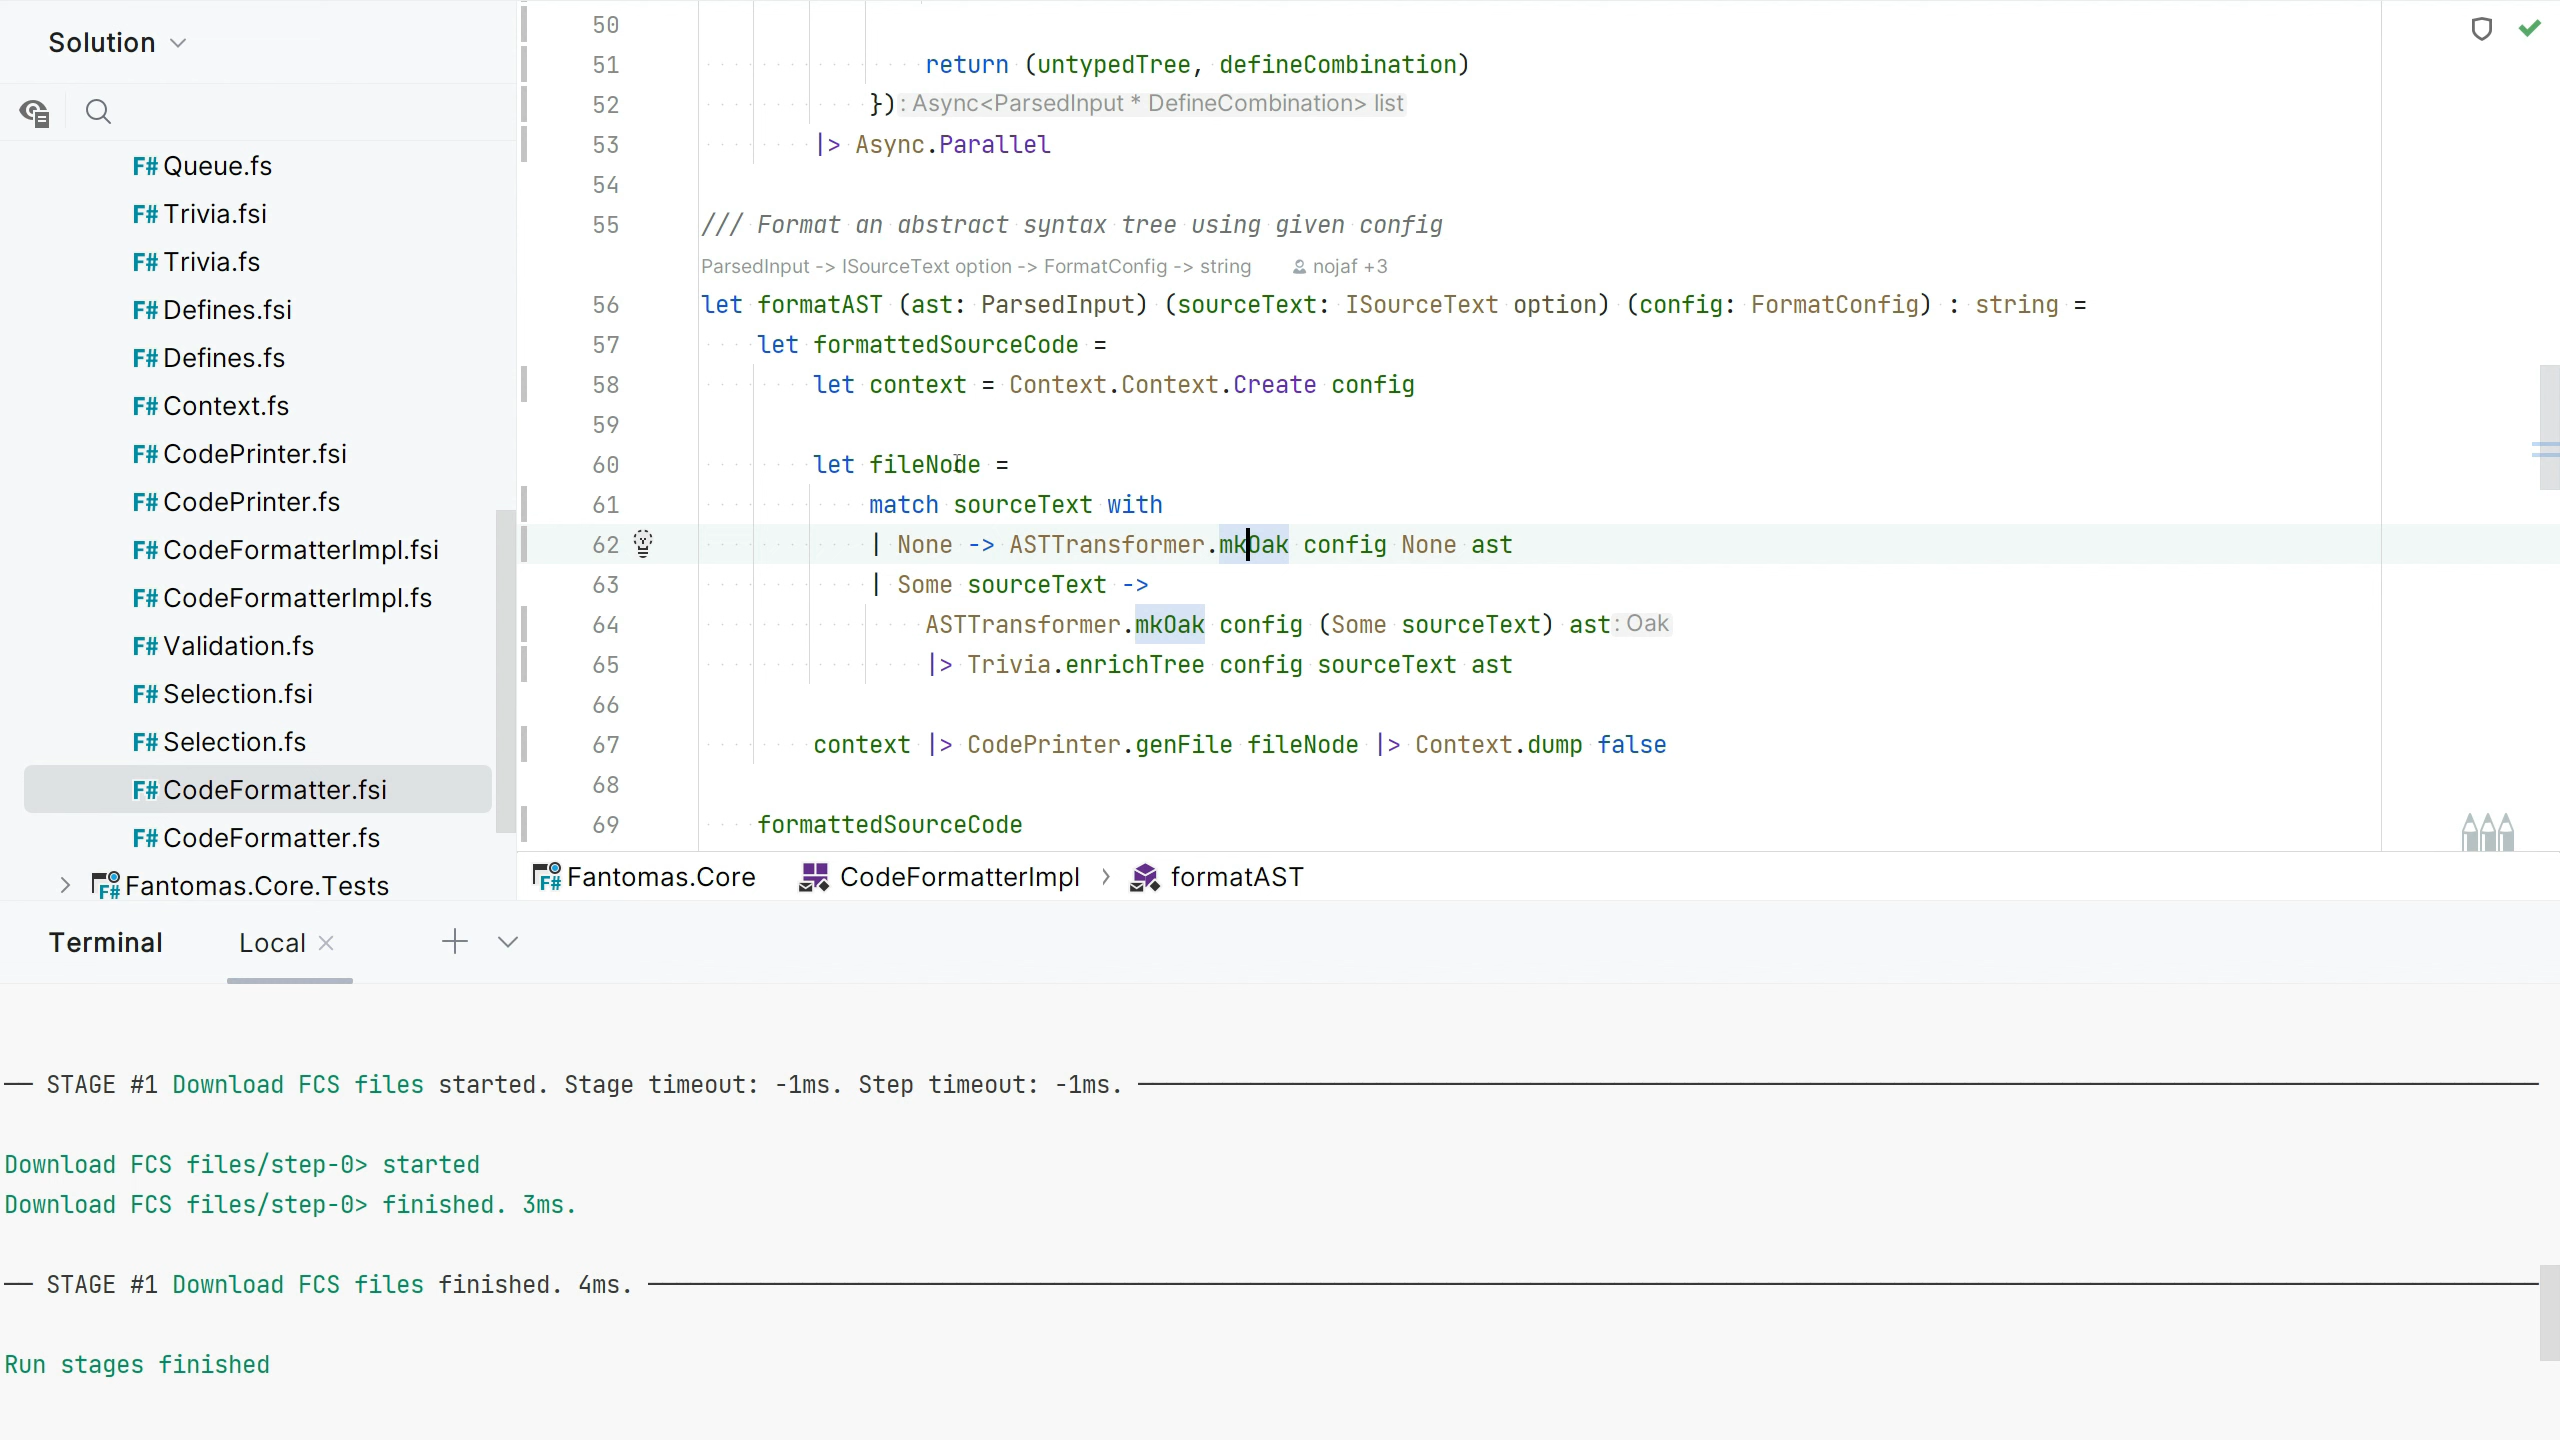 Solution
F# Queue.fs
F# Trivia.fsi
F# Trivia.fs
F# Defines.fsi
F# Defines.fs
F# Context.fs
F# CodePrinter.fsi
F# CodePrinter.fs
F# CodeFormatterImpl.fsi
F# CodeFormatterImpl.fs
F# Validation.fs
F# Selection.fsi
F# Selection.fs
F# CodeFormatter.fsi
F# CodeFormatter.fs
F# Fantomas.Core.Tests
50
51 return (untypedTree, defineCombination)
52 }) : Async<ParsedInput * DefineCombination> list
53 |> Async.Parallel
54
55 /// Format an abstract syntax tree using given config
ParsedInput -> ISourceText option -> FormatConfig -> string nojaf +3
56 let formatAST (ast: ParsedInput) (sourceText: ISourceText option) (config: FormatConfig) : string =
57 let formattedSourceCode =
58 let context = Context.Context.Create config
59
60 let fileNode =
61 match sourceText with
62 | None -> ASTTransformer.mkOak config None ast
63 | Some sourceText ->
64 ASTTransformer.mkOak config (Some sourceText) ast : Oak
65 |> Trivia.enrichTree config sourceText ast
66
67 context |> CodePrinter.genFile fileNode |> Context.dump false
68
69 formattedSourceCode
F# Fantomas.Core CodeFormatterImpl › formatAST
Terminal Local
── STAGE #1 Download FCS files started. Stage timeout: -1ms. Step timeout: -1ms. ──
Download FCS files/step-0> started
Download FCS files/step-0> finished. 3ms.
── STAGE #1 Download FCS files finished. 4ms. ──
Run stages finished